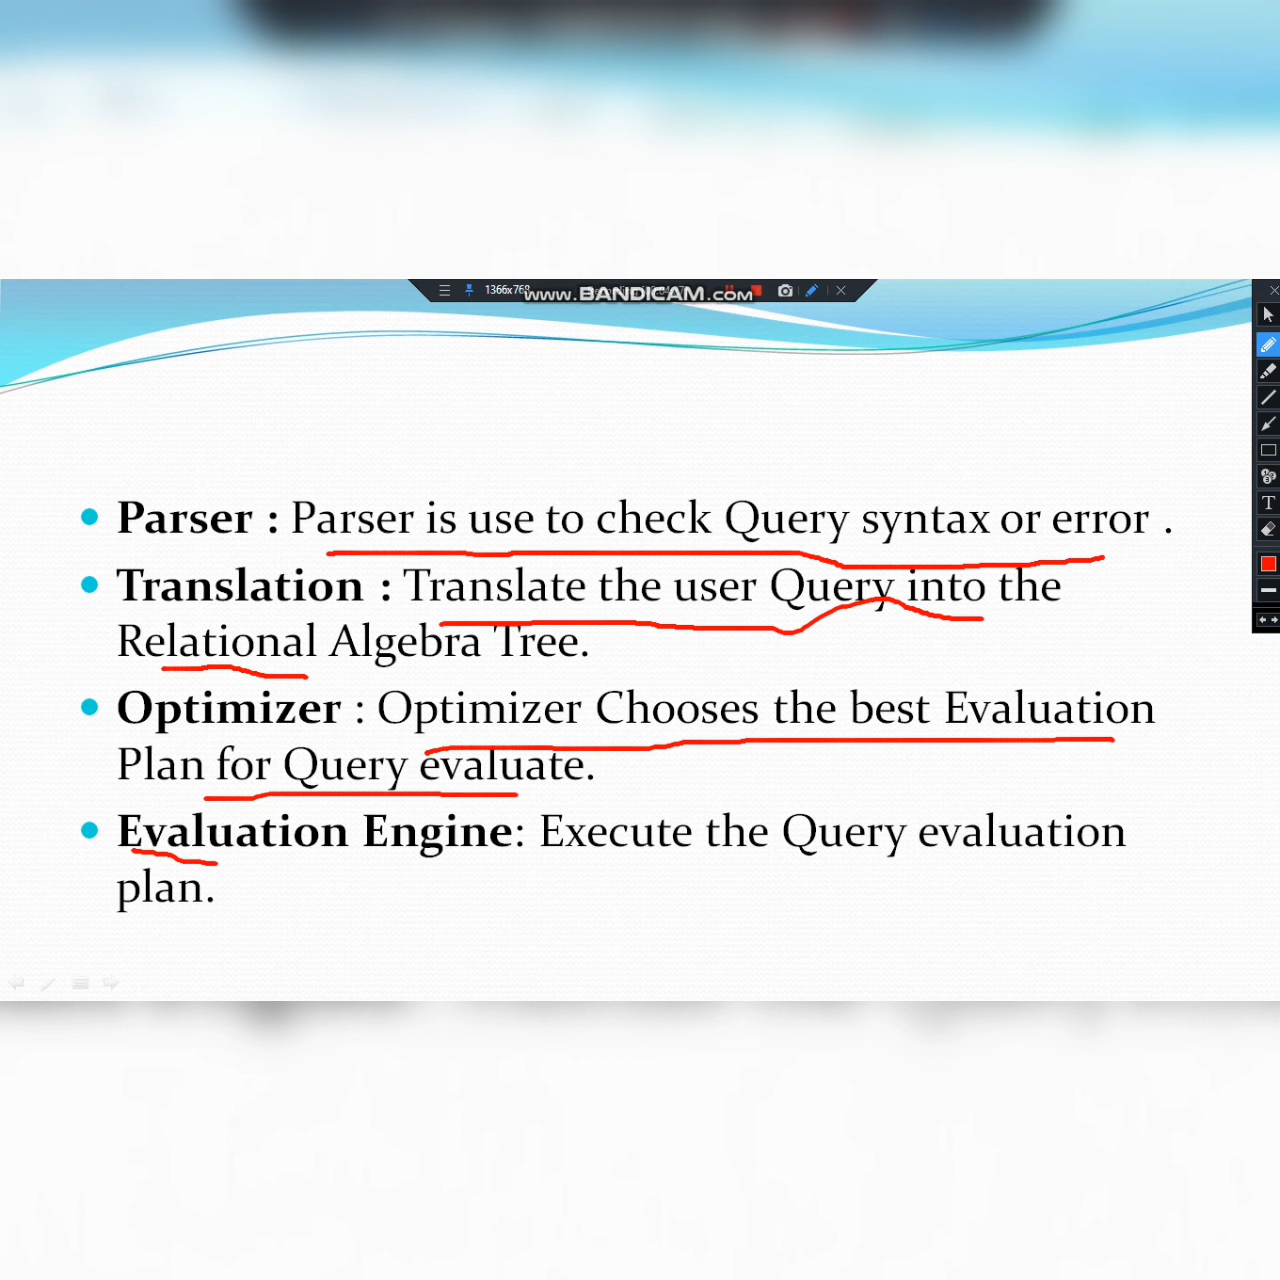 1366x768
www.BANDICAM.com
Parser : Parser is use to check Query syntax or error .
Translation : Translate the user Query into the
Relational Algebra Tree.
Optimizer : Optimizer Chooses the best Evaluation
Plan for Query evaluate.
Evaluation Engine: Execute the Query evaluation
plan.
T